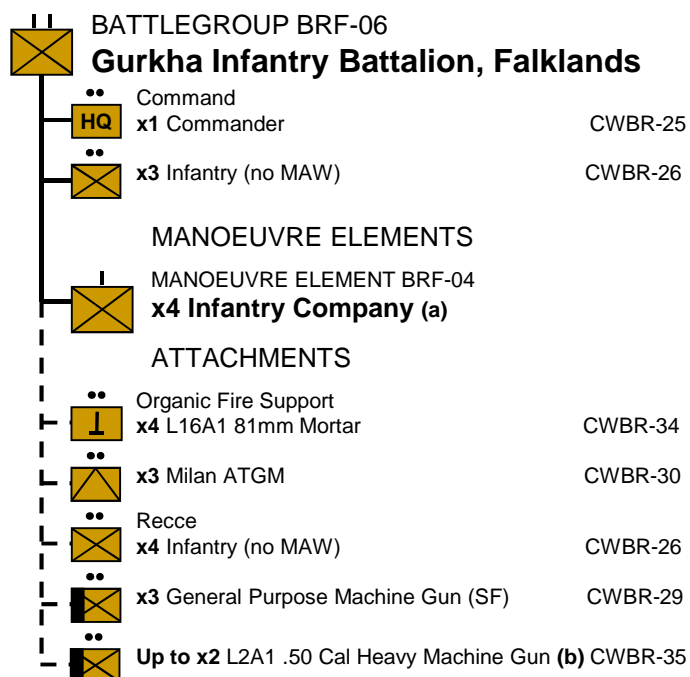 BATTLEGROUP BRF-06
Gurkha Infantry Battalion, Falklands
Command
HQ x1 Commander CWBR-25
x3 Infantry (no MAW) CWBR-26
MANOEUVRE ELEMENTS
MANOEUVRE ELEMENT BRF-04
x4 Infantry Company (a)
ATTACHMENTS
Organic Fire Support
x4 L16A1 81mm Mortar CWBR-34
x3 Milan ATGM CWBR-30
Recce
x4 Infantry (no MAW) CWBR-26
x3 General Purpose Machine Gun (SF) CWBR-29
Up to x2 L2A1 .50 Cal Heavy Machine Gun (b) CWBR-35